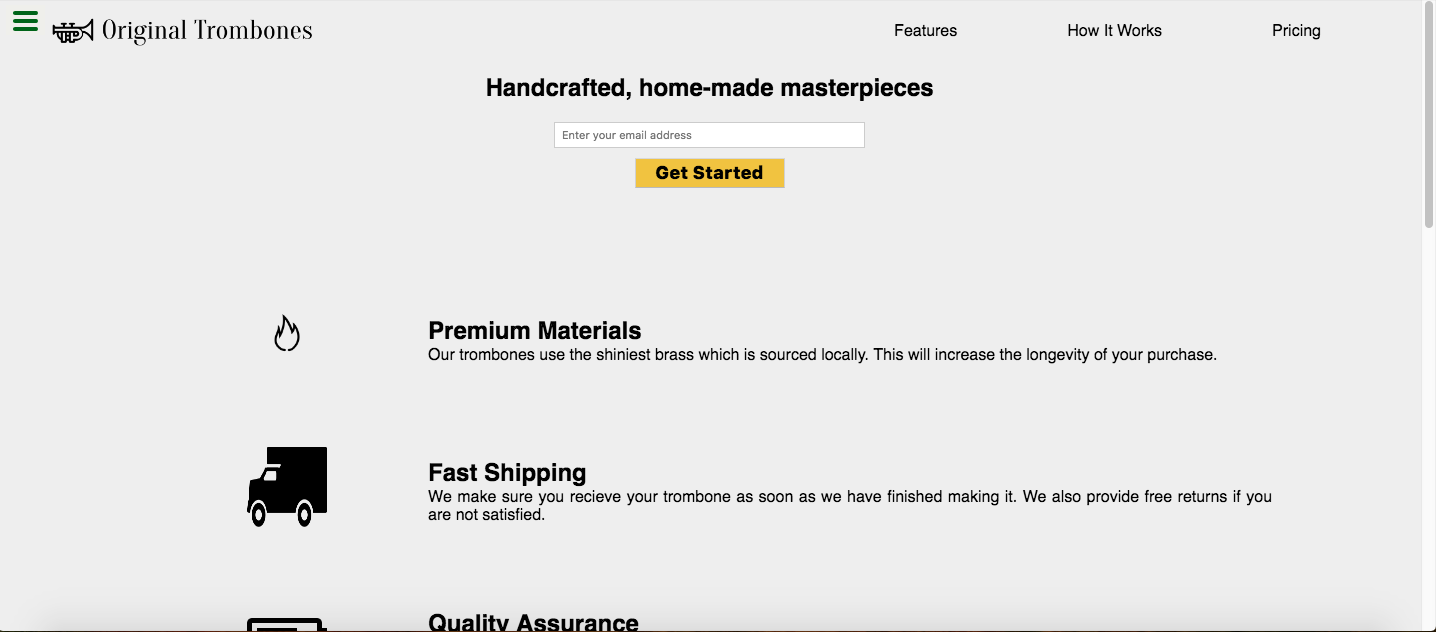 Original Trombones
Features
How It Works
Pricing
Handcrafted, home-made masterpieces
Enter your email address
Get Started
Premium Materials
Our trombones use the shiniest brass which is sourced locally. This will increase the longevity of your purchase.
Fast Shipping
We make sure you recieve your trombone as soon as we have finished making it. We also provide free returns if you
are not satisfied.
Quality Assurance